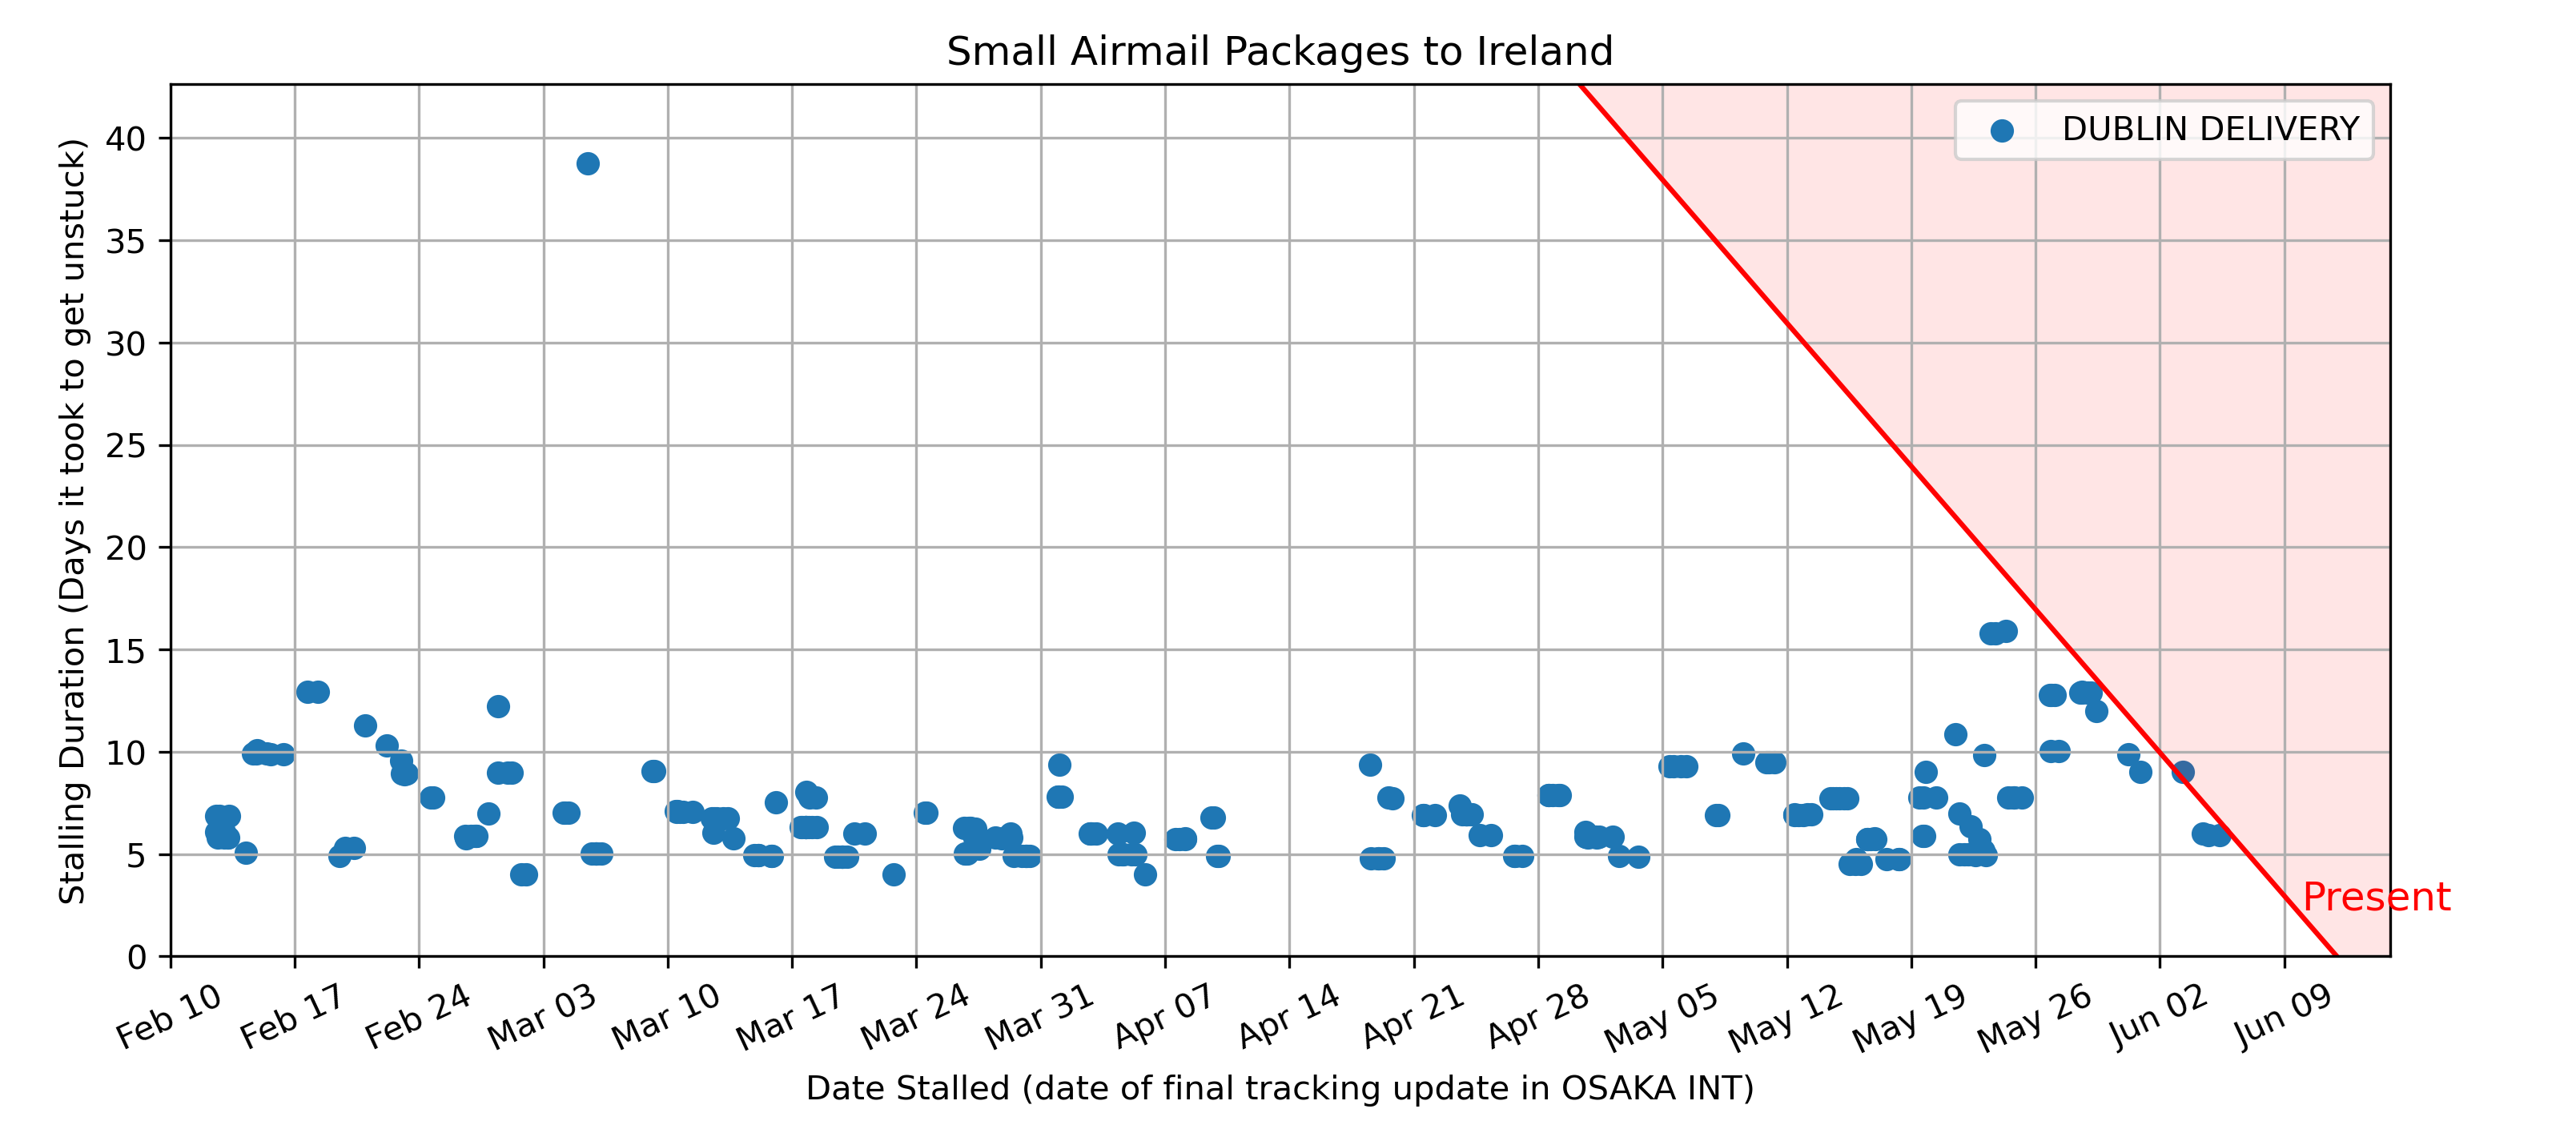 Small Airmail Packages to Ireland
DUBLIN DELIVERY
Stalling Duration (Days it took to get unstuck)
40
35
30
25
20
15
10
5
0
Present
Feb 10
Feb 17
Feb 24
Mar 03
Mar 10
Mar 17
Mar 24
Mar 31
Apr 07
Apr 14
Apr 21
Apr 28
May 05
May 12
May 19
May 26
Jun 02
Jun 09
Date Stalled (date of final tracking update in OSAKA INT)